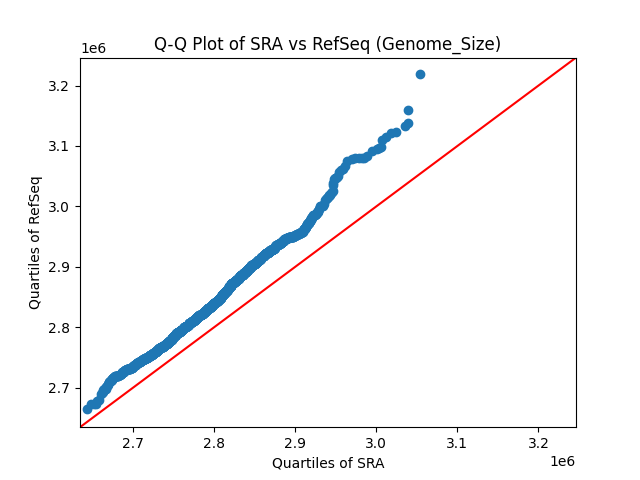 Q-Q Plot of SRA vs RefSeq (Genome_Size)
1e6
3.2
3.1
3.0
2.9
2.8
2.7
Quartiles of RefSeq
2.7 2.8 2.9 3.0 3.1 3.2
Quartiles of SRA
1e6